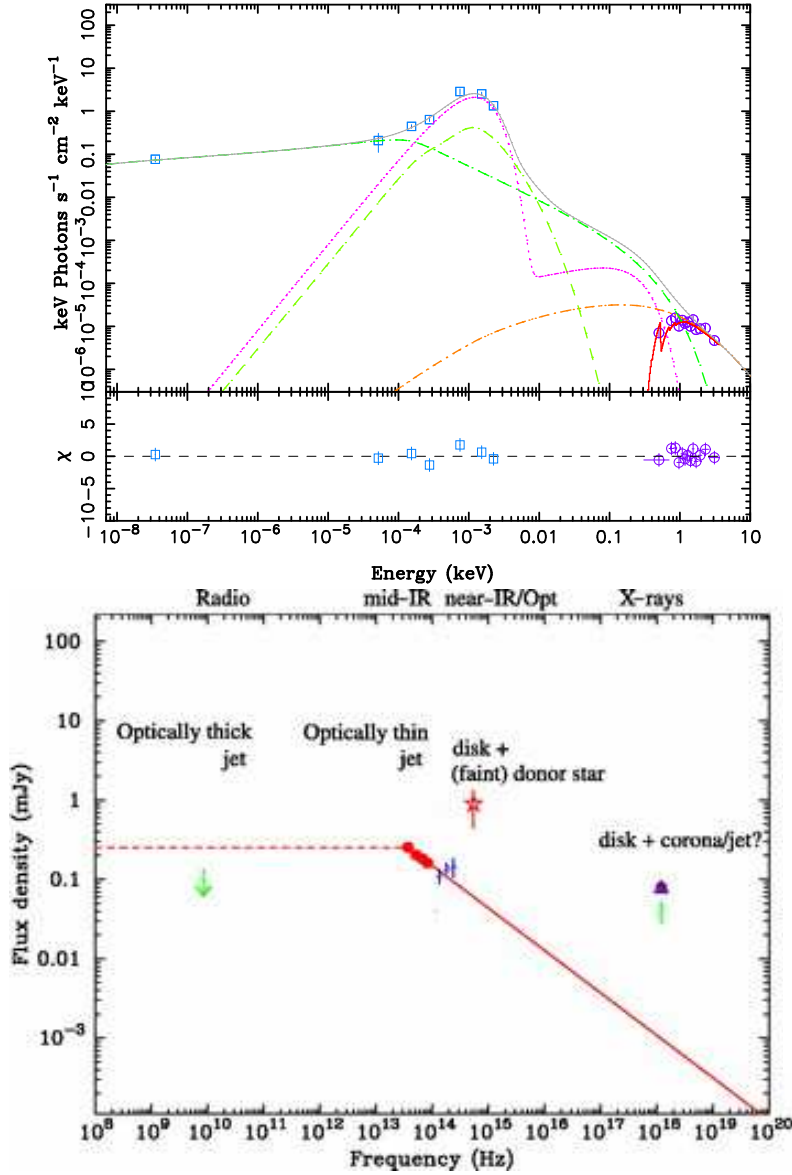 keV Photons s⁻¹ cm⁻² keV⁻¹
100
10
1
0.1
0.01
10⁻³
10⁻⁴
10⁻⁵
10⁻⁶
χ
5
0
−5
−10
10⁻⁸ 10⁻⁷ 10⁻⁶ 10⁻⁵ 10⁻⁴ 10⁻³ 0.01 0.1 1 10
Energy (keV)
Radio mid−IR near−IR/Opt X−rays
Flux density (mJy)
100
10
1
0.1
0.01
10⁻³
Optically thick
jet
Optically thin
jet
disk +
(faint) donor star
disk + corona/jet?
10⁸ 10⁹ 10¹⁰ 10¹¹ 10¹² 10¹³ 10¹⁴ 10¹⁵ 10¹⁶ 10¹⁷ 10¹⁸ 10¹⁹ 10²⁰
Frequency (Hz)